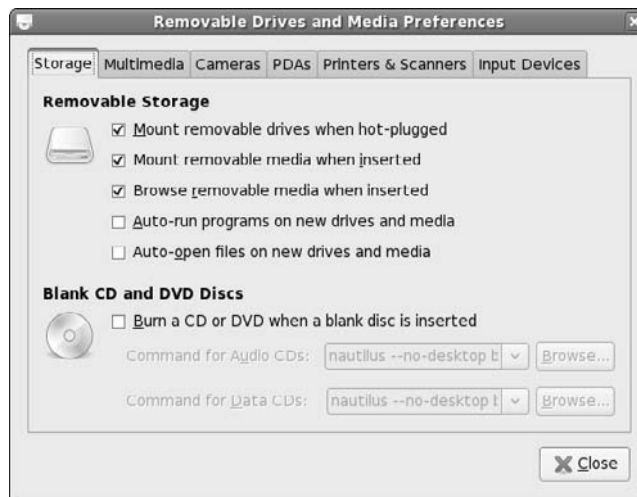 Removable Drives and Media Preferences
Storage Multimedia Cameras PDAs Printers & Scanners Input Devices
Removable Storage
Mount removable drives when hot-plugged
Mount removable media when inserted
Browse removable media when inserted
Auto-run programs on new drives and media
Auto-open files on new drives and media
Blank CD and DVD Discs
Burn a CD or DVD when a blank disc is inserted
Command for Audio CDs: nautilus --no-desktop b Browse...
Command for Data CDs: nautilus --no-desktop b Browse...
Close